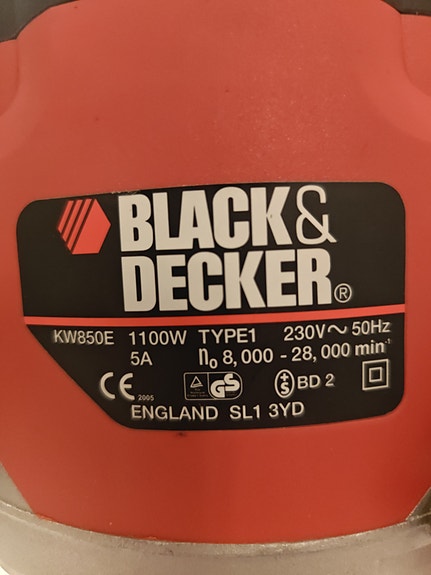 BLACK&
DECKER®
KW850E 1100W TYPE1 230V~ 50Hz
5A n₀ 8,000 - 28,000 min⁻¹
CE 2005 GS S BD 2
ENGLAND SL1 3YD